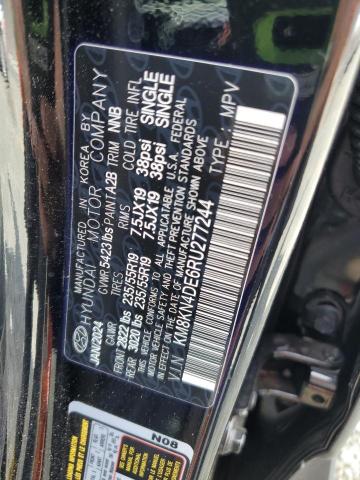 MANUFACTURED IN KOREA BY
HYUNDAI MOTOR COMPANY
JAN/2024 GVWR 5423 lbs PAINT A2B TRIM NNB
TIRES RIMS COLD TIRE INFL
FRONT 2822 lbs 235/55R19 7.5JX19 38psi SINGLE
REAR 3020 lbs 235/55R19 7.5JX19 38psi SINGLE
THIS VEHICLE CONFORMS TO ALL APPLICABLE U.S.A. FEDERAL
MOTOR VEHICLE SAFETY, BUMPER, AND THEFT PREVENTION STANDARDS
IN EFFECT ON THE DATE OF MANUFACTURE SHOWN ABOVE
V.I.N : KM8KN4DE6RU277244 TYPE : MPV
N08